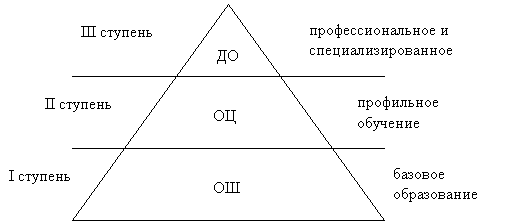 III ступень
ДО
профессиональное и
специализированное
II ступень
ОЦ
профильное
обучение
I ступень
ОШ
базовое
образование